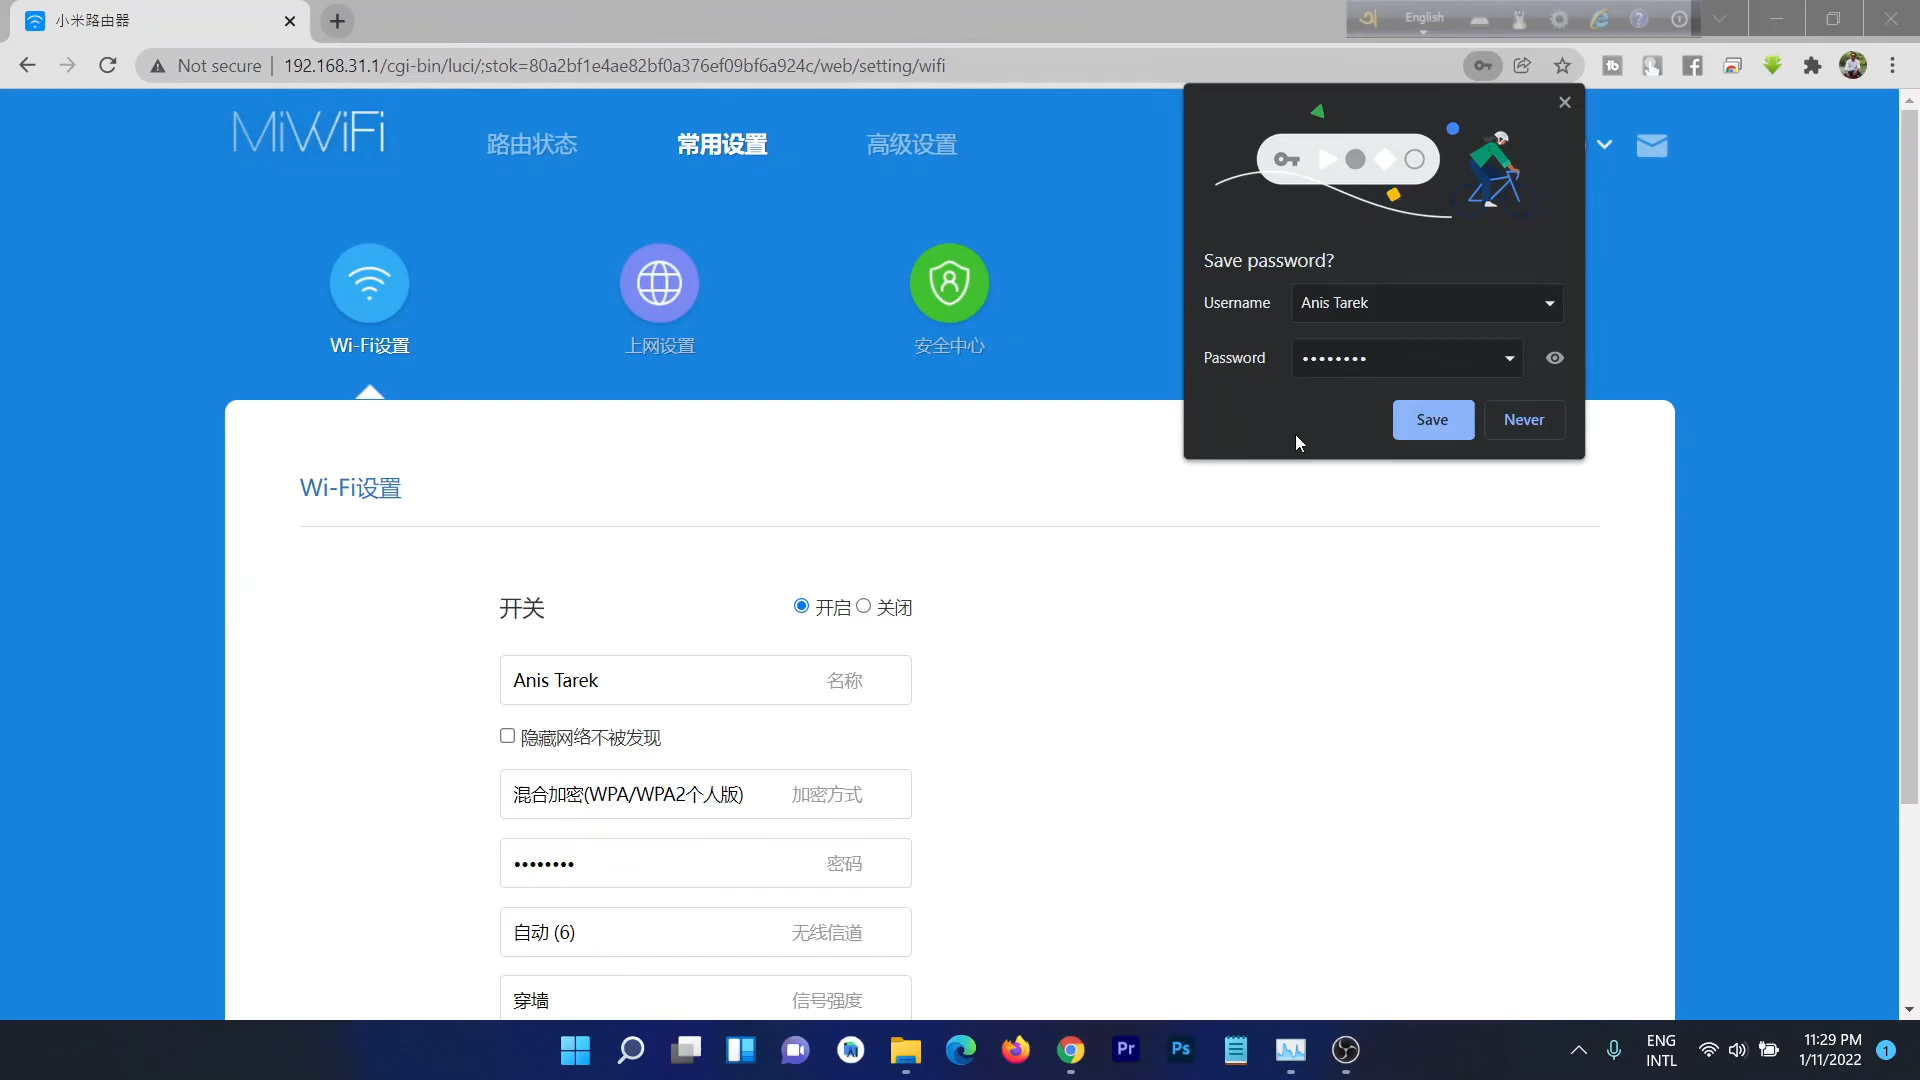 小米路由器
English
Not secure
192.168.31.1/cgi-bin/luci/;stok=80a2bf1e4ae82bf0a376ef09bf6a924c/web/setting/wifi
MiWiFi
路由状态
常用设置
高级设置
Wi-Fi设置
上网设置
安全中心
Save password?
Username
Anis Tarek
Password
••••••••
Save
Never
Wi-Fi设置
开关
开启
关闭
Anis Tarek
名称
隐藏网络不被发现
混合加密(WPA/WPA2个人版)
加密方式
••••••••
密码
自动 (6)
无线信道
穿墙
信号强度
Pr
Ps
ENG
INTL
11:29 PM
1/11/2022
1